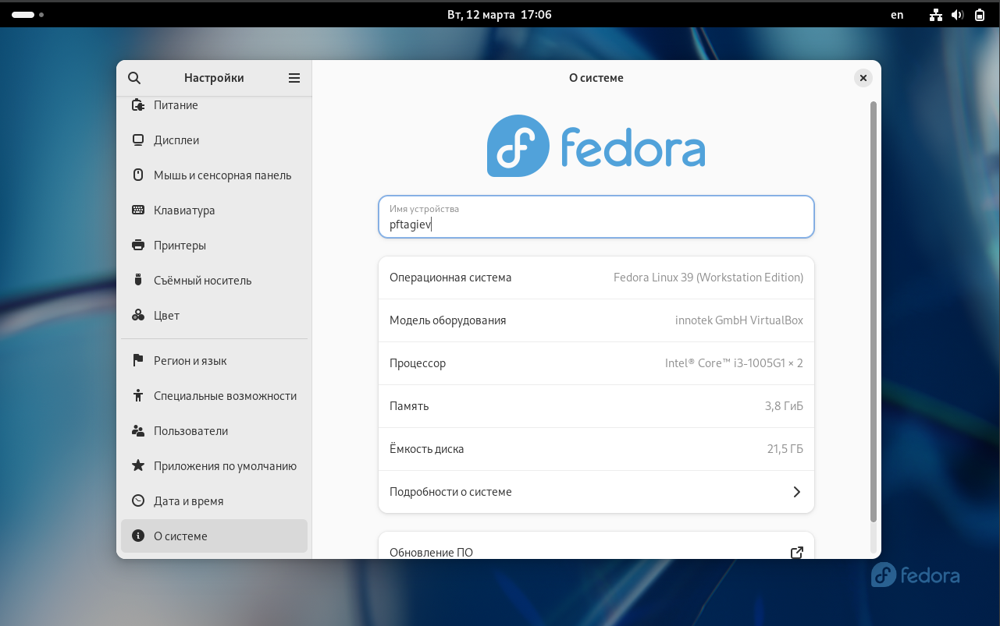 Вт, 12 марта 17:06
en
Настройки
О системе
Питание
Дисплеи
Мышь и сенсорная панель
Клавиатура
Принтеры
Съёмный носитель
Цвет
Регион и язык
Специальные возможности
Пользователи
Приложения по умолчанию
Дата и время
О системе
fedora
Имя устройства
pftagiev
Операционная система Fedora Linux 39 (Workstation Edition)
Модель оборудования innotek GmbH VirtualBox
Процессор Intel® Core™ i3-1005G1 × 2
Память 3,8 ГиБ
Ёмкость диска 21,5 ГБ
Подробности о системе
Обновление ПО
fedora